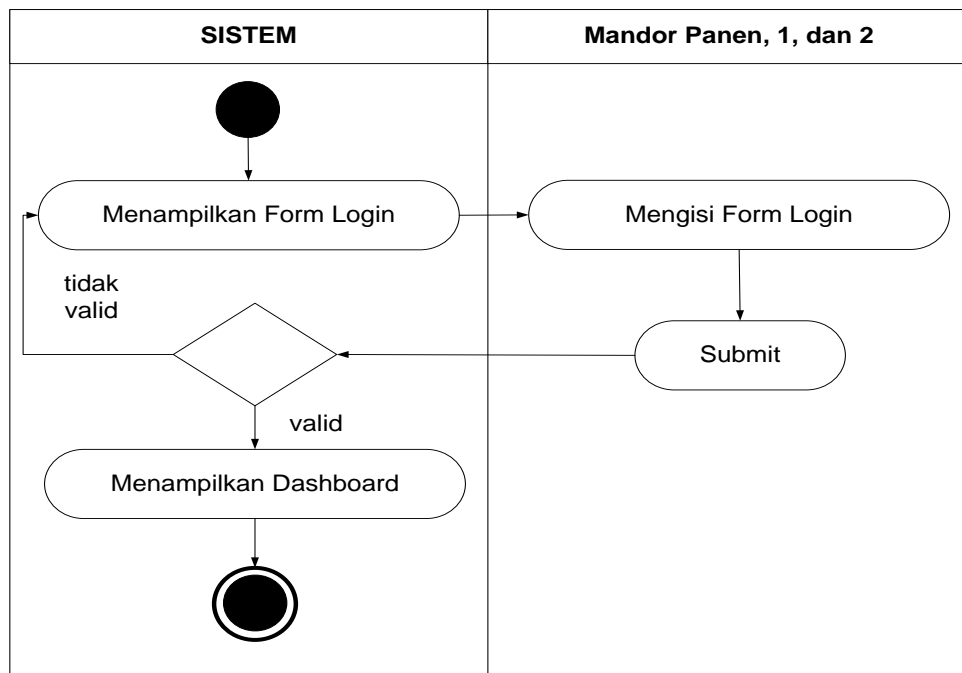 SISTEM
Mandor Panen, 1, dan 2
Menampilkan Form Login
Mengisi Form Login
tidak
valid
Submit
valid
Menampilkan Dashboard